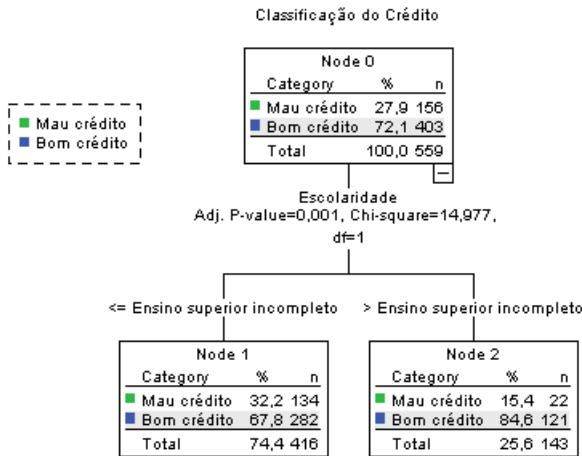 Classificação do Crédito
Node 0
Category % n
Mau crédito 27,9 156
Bom crédito 72,1 403
Total 100,0 559
Mau crédito
Bom crédito
Escolaridade
Adj. P-value=0,001, Chi-square=14,977,
df=1
<= Ensino superior incompleto > Ensino superior incompleto
Node 1
Category % n
Mau crédito 32,2 134
Bom crédito 67,8 282
Total 74,4 416
Node 2
Category % n
Mau crédito 15,4 22
Bom crédito 84,6 121
Total 25,6 143